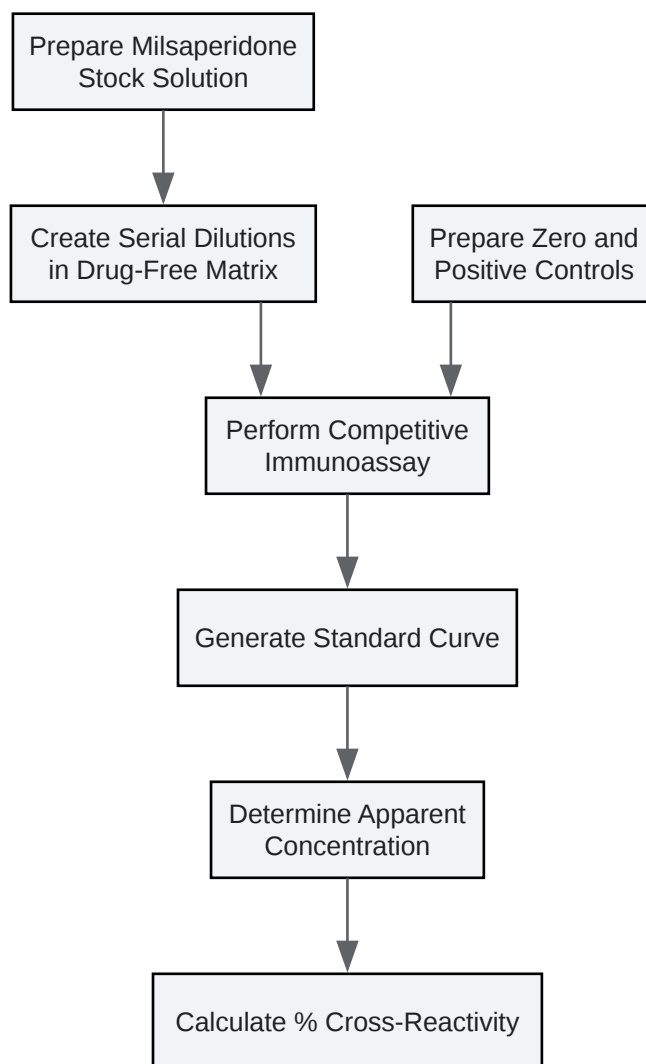 Prepare Milsaperidone
Stock Solution
Create Serial Dilutions
in Drug-Free Matrix
Prepare Zero and
Positive Controls
Perform Competitive
Immunoassay
Generate Standard Curve
Determine Apparent
Concentration
Calculate % Cross-Reactivity